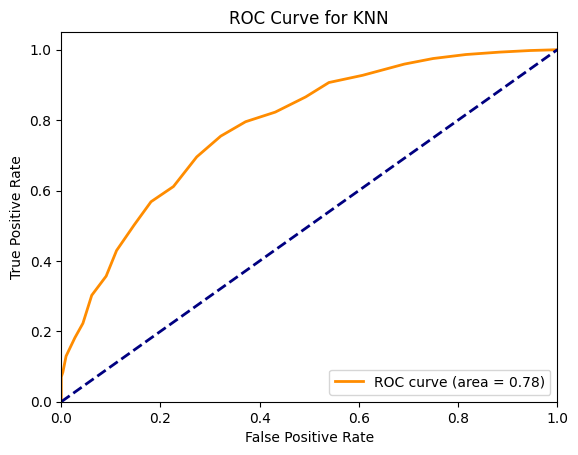 ROC Curve for KNN
True Positive Rate
1.0
0.8
0.6
0.4
0.2
0.0
ROC curve (area = 0.78)
0.0 0.2 0.4 0.6 0.8 1.0
False Positive Rate